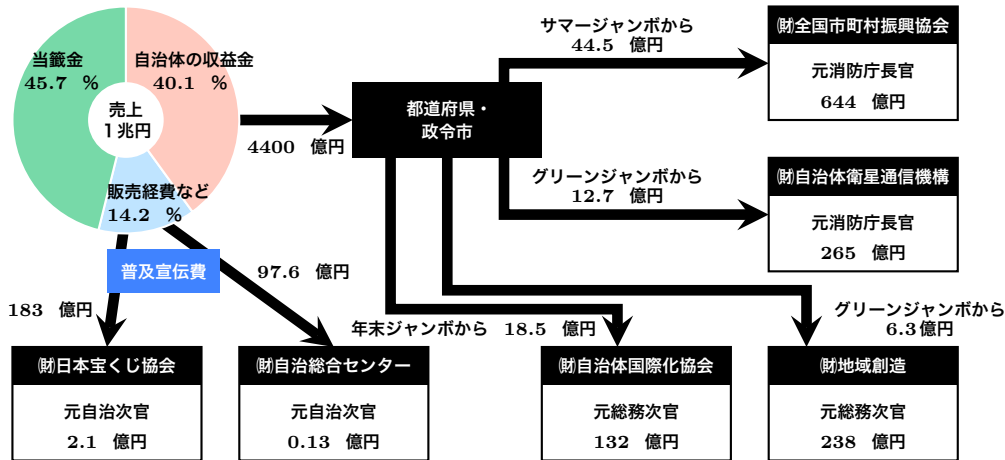 当籤金
45.7 %
自治体の収益金
40.1 %
売上
1兆円
販売経費など
14.2 %
4400 億円
都道府県・
政令市
サマージャンボから
44.5 億円
㈶全国市町村振興協会
元消防庁長官
644 億円
グリーンジャンボから
12.7 億円
㈶自治体衛星通信機構
元消防庁長官
265 億円
普及宣伝費
183 億円
97.6 億円
年末ジャンボから 18.5 億円
グリーンジャンボから
6.3億円
㈶日本宝くじ協会
元自治次官
2.1 億円
㈶自治総合センター
元自治次官
0.13 億円
㈶自治体国際化協会
元総務次官
132 億円
㈶地域創造
元総務次官
238 億円